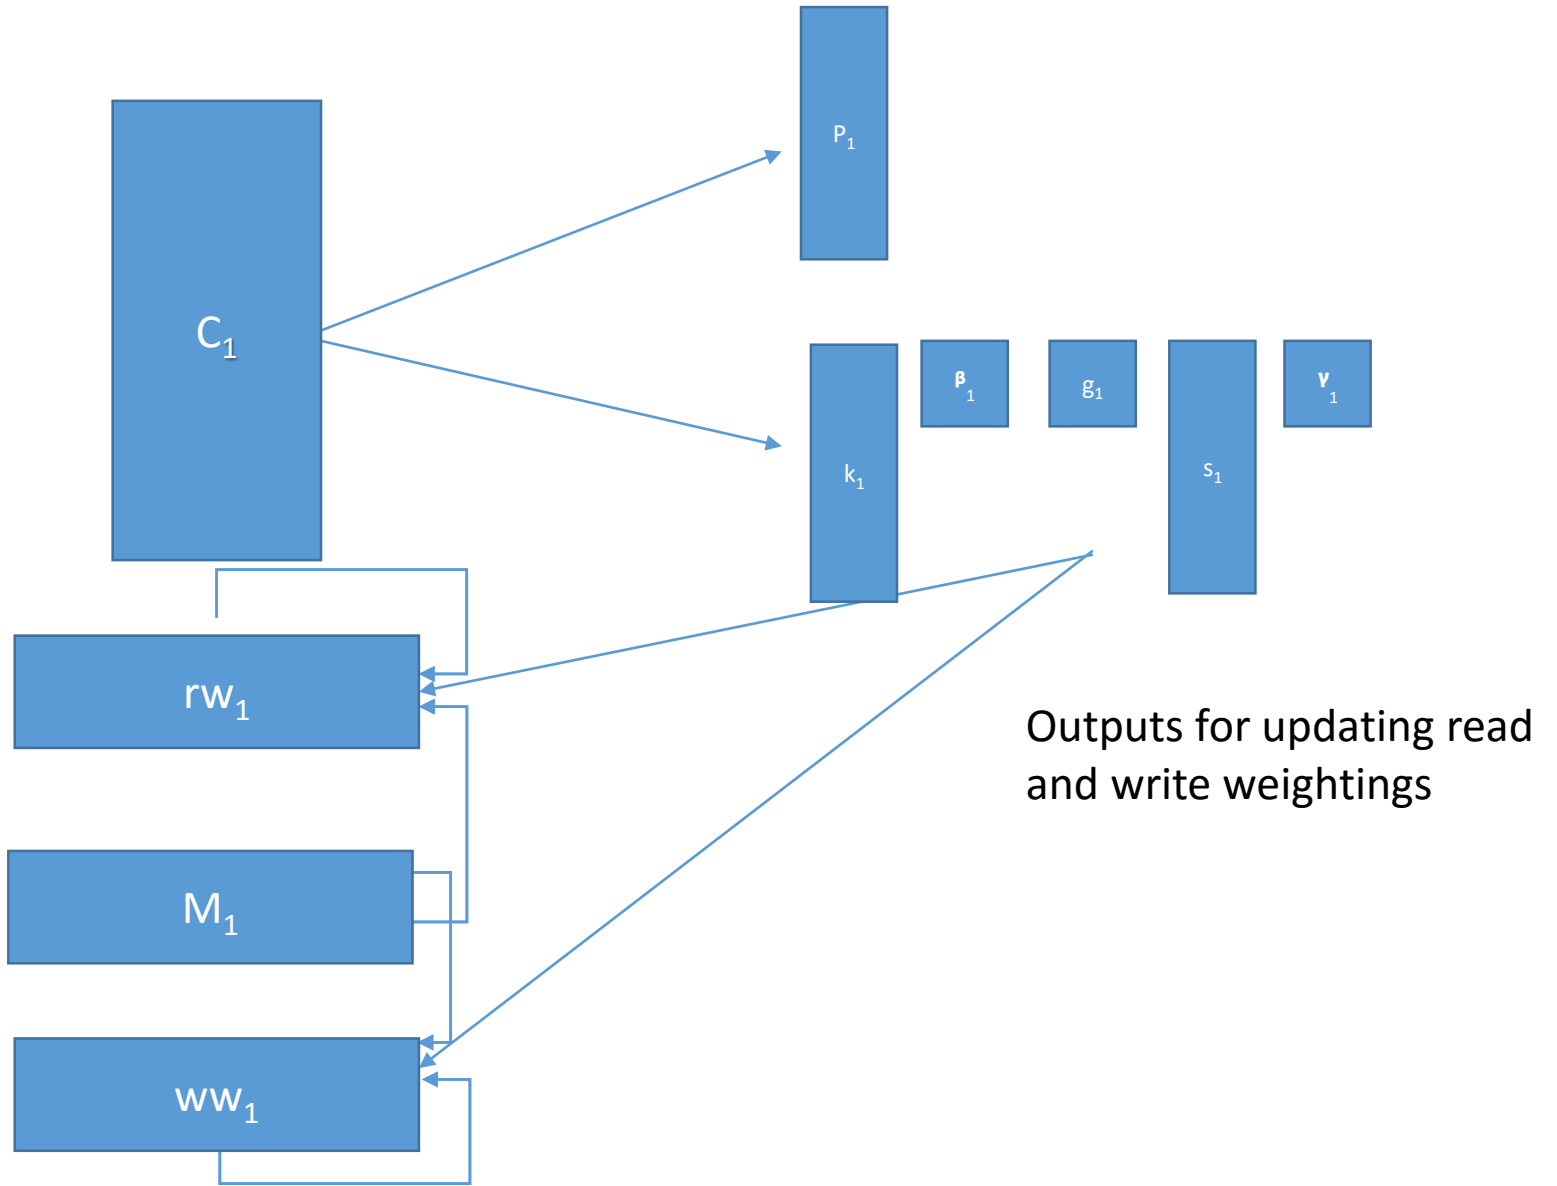 P₁
C₁
k₁
β₁
g₁
s₁
γ₁
rw₁
Outputs for updating read
and write weightings
M₁
ww₁